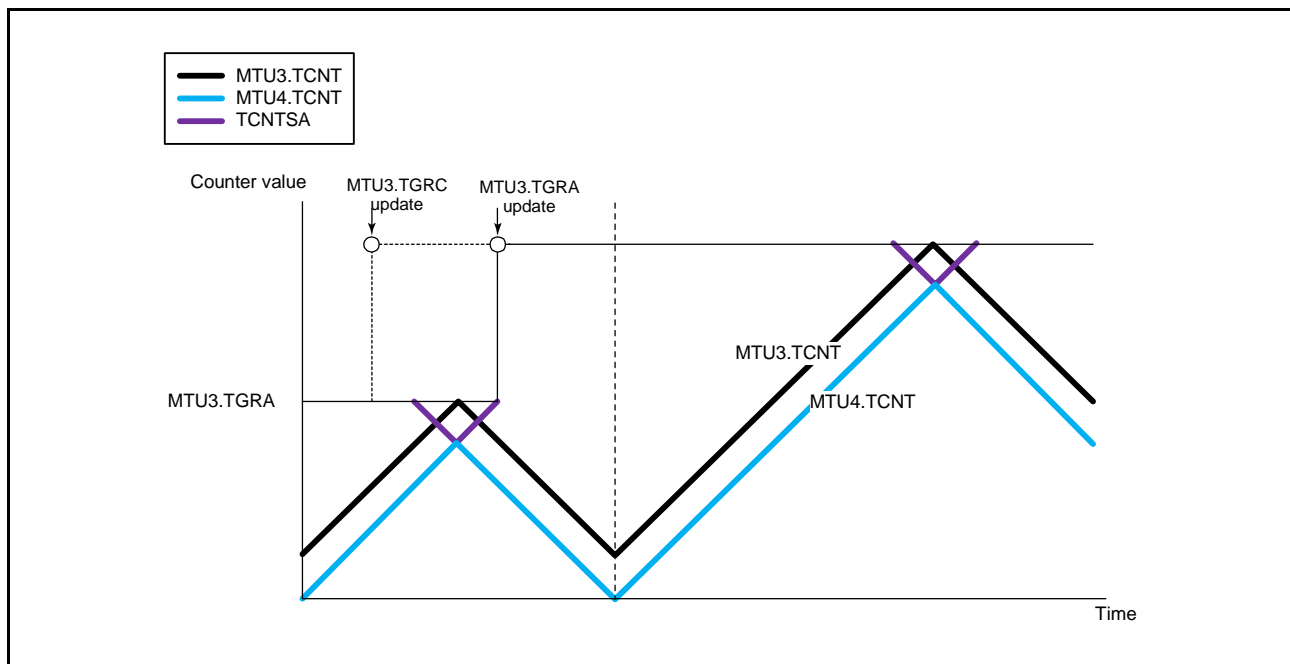 MTU3.TCNT
MTU4.TCNT
TCNTSA
Counter value
MTU3.TGRC
update
MTU3.TGRA
update
MTU3.TCNT
MTU3.TGRA
MTU4.TCNT
Time